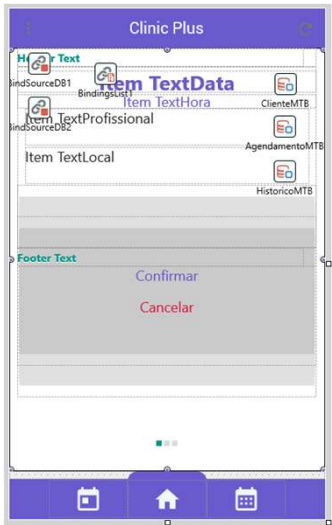 Clinic Plus
Header Text
BindSourceDB1
BindingsList1
Item TextData
ClienteMTB
Item TextHora
BindSourceDB2
Item TextProfissional
AgendamentoMTB
Item TextLocal
HistoricoMTB
Footer Text
Confirmar
Cancelar